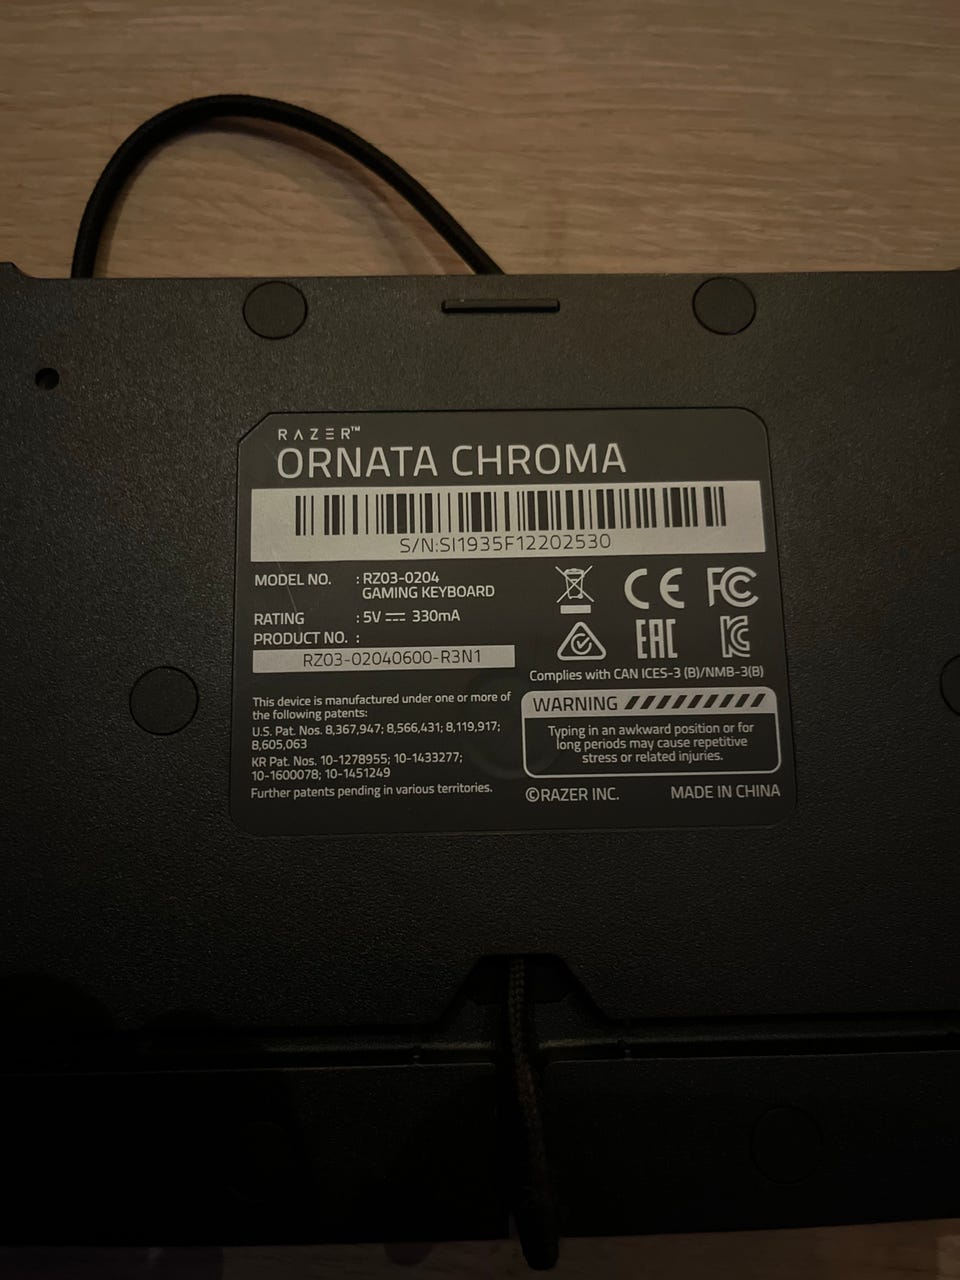 RAZER™
ORNATA CHROMA
S/N:SI1935F12202530
MODEL NO. : RZ03-0204
GAMING KEYBOARD
RATING : 5V ⎓ 330mA
PRODUCT NO. :
RZ03-02040600-R3N1
This device is manufactured under one or more of
the following patents:
U.S. Pat. Nos. 8,367,947; 8,566,431; 8,119,917;
8,605,063
KR Pat. Nos. 10-1278955; 10-1433277;
10-1600078; 10-1451249
Further patents pending in various territories.
CE FC
EAC KC
Complies with CAN ICES-3 (B)/NMB-3(B)
WARNING
Typing in an awkward position or for
long periods may cause repetitive
stress or related injuries.
©RAZER INC. MADE IN CHINA